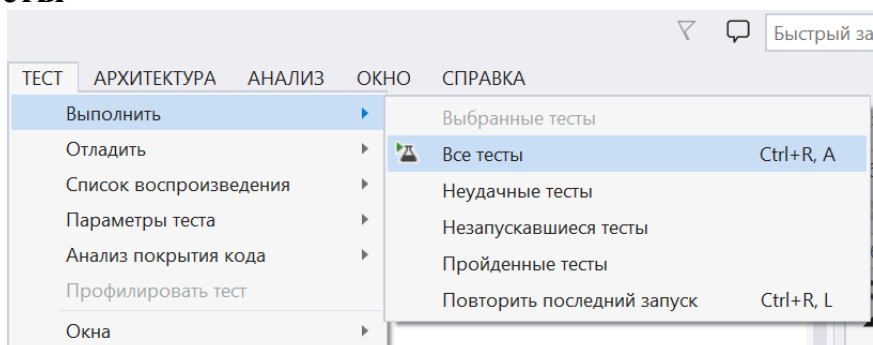 Быстрый за
ТЕСТ АРХИТЕКТУРА АНАЛИЗ ОКНО СПРАВКА
Выполнить
Отладить
Список воспроизведения
Параметры теста
Анализ покрытия кода
Профилировать тест
Окна
Выбранные тесты
Все тесты Ctrl+R, A
Неудачные тесты
Незапускавшиеся тесты
Пройденные тесты
Повторить последний запуск Ctrl+R, L